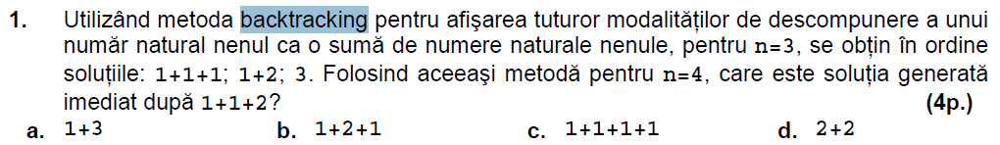 1. Utilizând metoda backtracking pentru afişarea tuturor modalităţilor de descompunere a unui
număr natural nenul ca o sumă de numere naturale nenule, pentru n=3, se obţin în ordine
soluţiile: 1+1+1; 1+2; 3. Folosind aceeaşi metodă pentru n=4, care este soluţia generată
imediat după 1+1+2? (4p.)
a. 1+3 b. 1+2+1 c. 1+1+1+1 d. 2+2